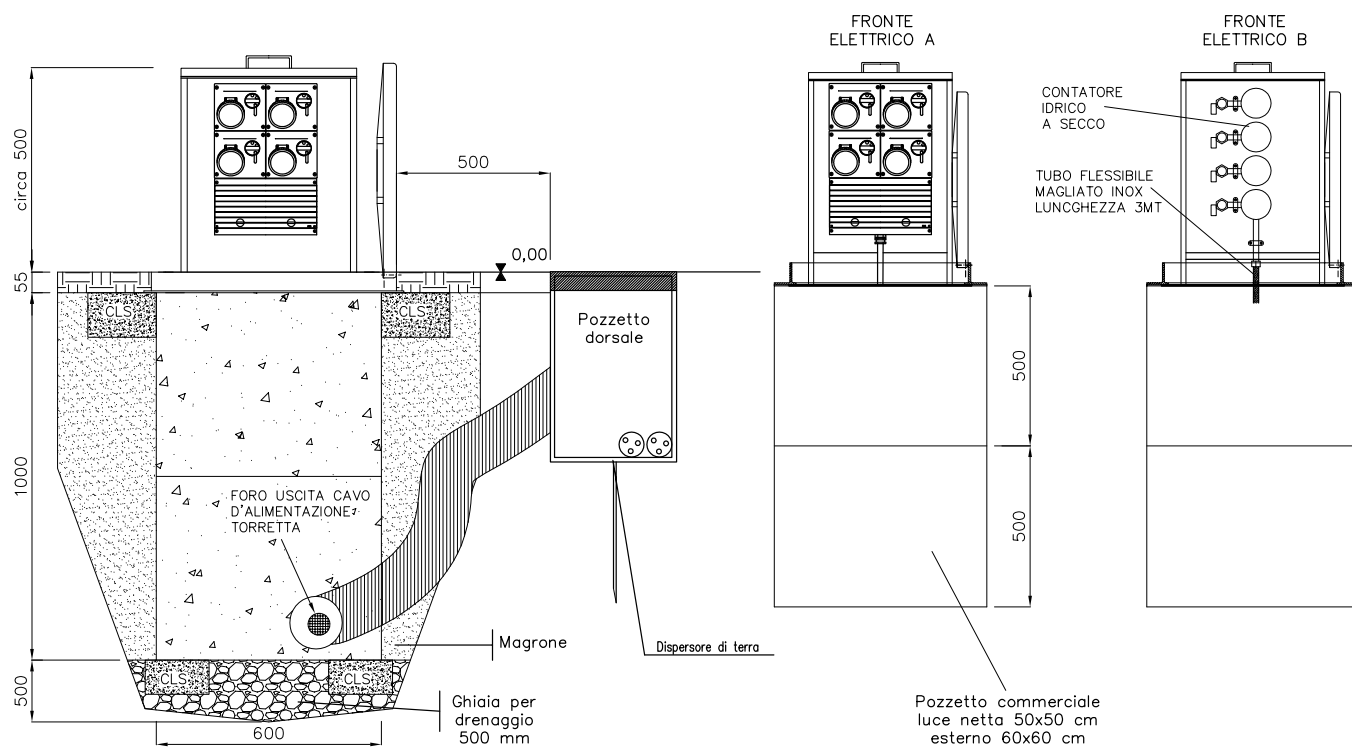 FRONTE
ELETTRICO A
FRONTE
ELETTRICO B
CONTATORE
IDRICO
A SECCO
TUBO FLESSIBILE
MAGLIATO INOX
LUNCGHEZZA 3MT
circa 500
500
0,00
55
CLS
CLS
Pozzetto
dorsale
500
1000
FORO USCITA CAVO
D'ALIMENTAZIONE
TORRETTA
500
Magrone
Dispersore di terra
CLS
CLS
500
Ghiaia per
drenaggio
500 mm
600
Pozzetto commerciale
luce netta 50x50 cm
esterno 60x60 cm